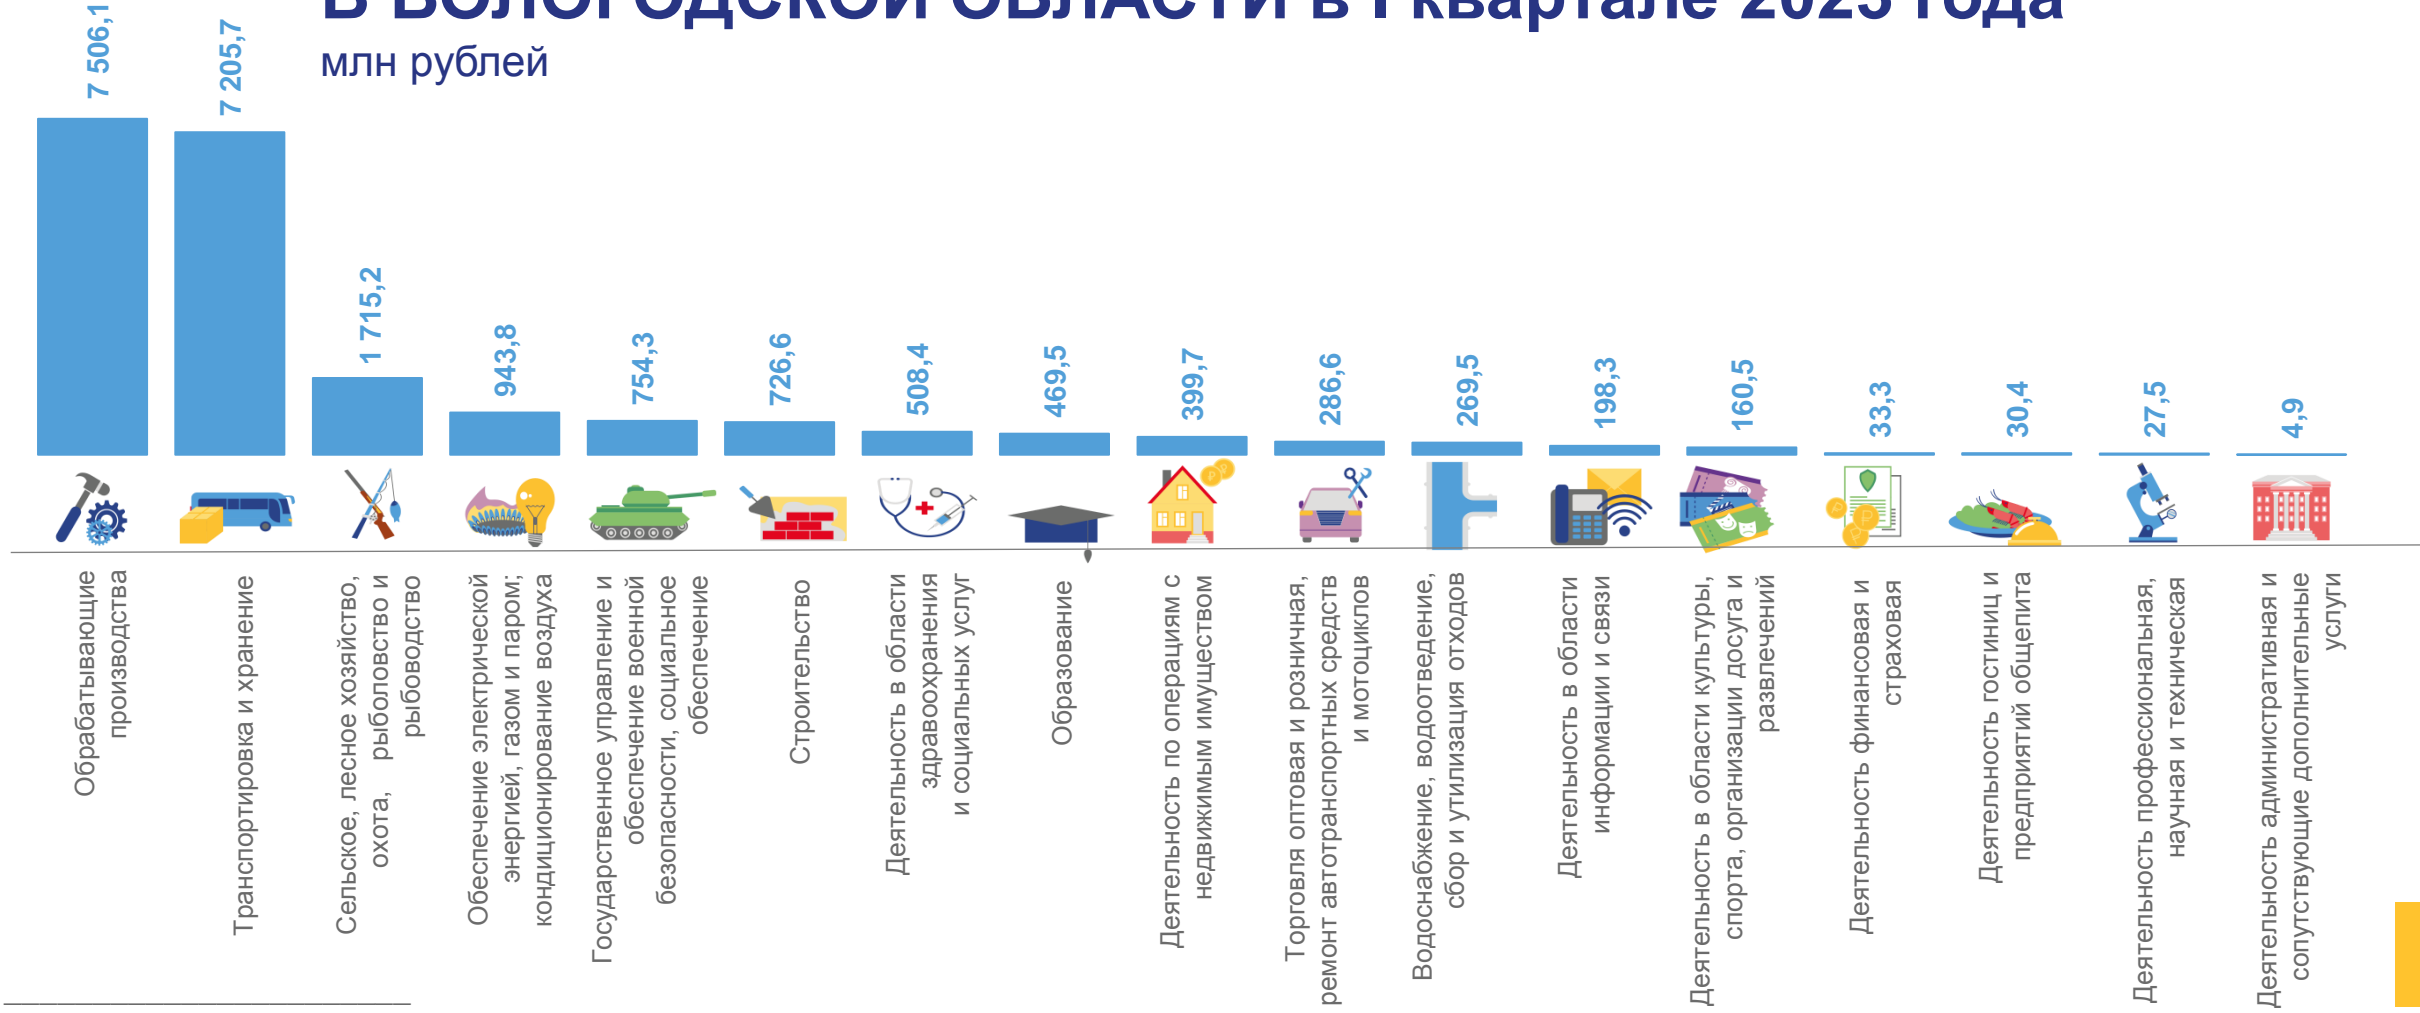 В ВОЛОГОДСКОЙ ОБЛАСТИ в I квартале 2023 года
млн рублей
7 506,1
7 205,7
1 715,2
943,8
754,3
726,6
508,4
469,5
399,7
286,6
269,5
198,3
160,5
33,3
30,4
27,5
4,9
Обрабатывающие
производства
Транспортировка и хранение
Сельское, лесное хозяйство,
охота, рыболовство и
рыбоводство
Обеспечение электрической
энергией, газом и паром;
кондиционирование воздуха
Государственное управление и
обеспечение военной
безопасности, социальное
обеспечение
Строительство
Деятельность в области
здравоохранения
и социальных услуг
Образование
Деятельность по операциям с
недвижимым имуществом
Торговля оптовая и розничная,
ремонт автотранспортных средств
и мотоциклов
Водоснабжение, водоотведение,
сбор и утилизация отходов
Деятельность в области
информации и связи
Деятельность в области культуры,
спорта, организации досуга и
развлечений
Деятельность финансовая и
страховая
Деятельность гостиниц и
предприятий общепита
Деятельность профессиональная,
научная и техническая
Деятельность административная и
сопутствующие дополнительные
услуги